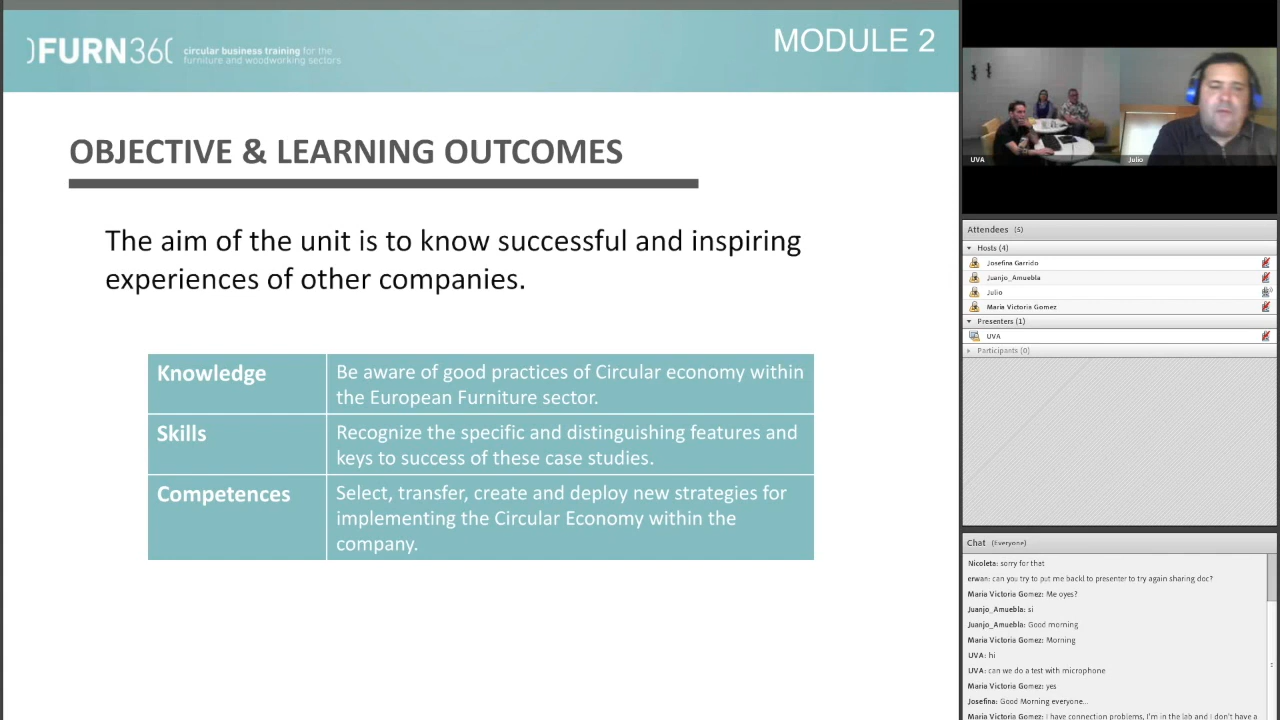 FURN360
circular business training for the
furniture and woodworking sectors
MODULE 2
OBJECTIVE & LEARNING OUTCOMES
The aim of the unit is to know successful and inspiring
experiences of other companies.
Knowledge
Be aware of good practices of Circular economy within
the European Furniture sector.
Skills
Recognize the specific and distinguishing features and
keys to success of these case studies.
Competences
Select, transfer, create and deploy new strategies for
implementing the Circular Economy within the
company.
UVA
Julio
Attendees (5)
Hosts (4)
Josefina Garrido
Juanjo_Amuebla
Julio
Maria Victoria Gomez
Presenters (1)
UVA
Participants (0)
Chat (Everyone)
Nicoleta: sorry for that
erwan: can you try to put me backl to presenter to try again sharing doc?
Maria Victoria Gomez: Me oyes?
Juanjo_Amuebla: si
Juanjo_Amuebla: Good morning
Maria Victoria Gomez: Morning
UVA: hi
UVA: can we do a test with microphone
Maria Victoria Gomez: yes
Josefina: Good Morning everyone...
Maria Victoria Gomez: I have connection problems, I'm in the lab and I don't have a